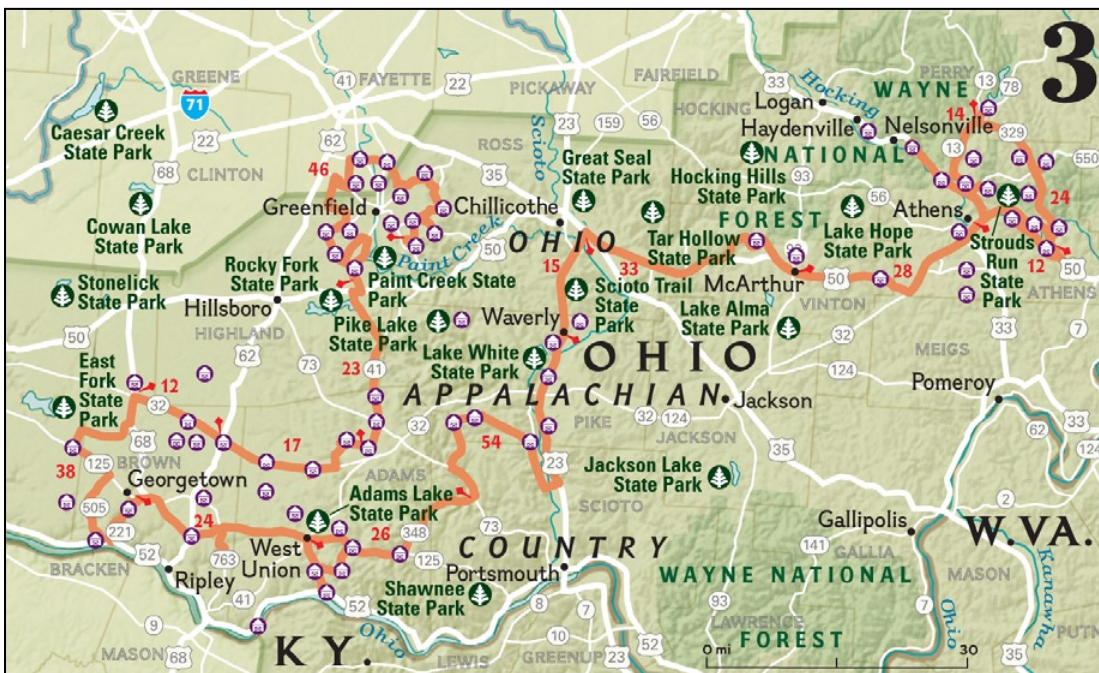 3
GREENE
41
FAYETTE
22
PICKAWAY
FAIRFIELD
33
Hocking
PERRY
13
78
71
WAYNE
Caesar Creek
State Park
22
62
23
159
56
HOCKING
Logan
Haydenville
Nelsonville
14
329
ROSS
Scioto
13
550
68
CLINTON
46
35
Great Seal
State Park
NATIONAL
Hocking Hills
State Park
93
56
24
Cowan Lake
State Park
Greenfield
Chillicothe
FOREST
Athens
Paint Creek
50
OHIO
Tar Hollow
State Park
93
Lake Hope
State Park
Strouds
Run
State
Park
12
50
Rocky Fork
State Park
15
33
28
Stonelick
State Park
Paint Creek State
Park
Scioto Trail
State
Park
McArthur
50
VINTON
ATHENS
Hillsboro
Pike Lake
State Park
Waverly
Lake Alma
State Park
HIGHLAND
50
62
73
23
41
Lake White
State Park
OHIO
32
33
7
East
Fork
State
Park
12
32
APPALACHIAN
124
MEIGS
Pomeroy
68
17
32
54
PIKE
32
124
Jackson
JACKSON
33
62
124
125
BROWN
38
ADAMS
23
35
Georgetown
Adams Lake
State Park
Jackson Lake
State Park
SCIOTO
505
221
24
26
348
73
2
Gallipolis
W.VA.
52
763
West
Union
125
COUNTRY
141
GALLIA
BRACKEN
Ripley
Portsmouth
WAYNE NATIONAL
MASON
Kanawha
41
52
Shawnee
State Park
8
7
93
LAWRENCE
7
Ohio
9
KY.
Ohio
10
52
FOREST
PUTN
MASON
68
LEWIS
GREENUP
23
0 mi
30
35